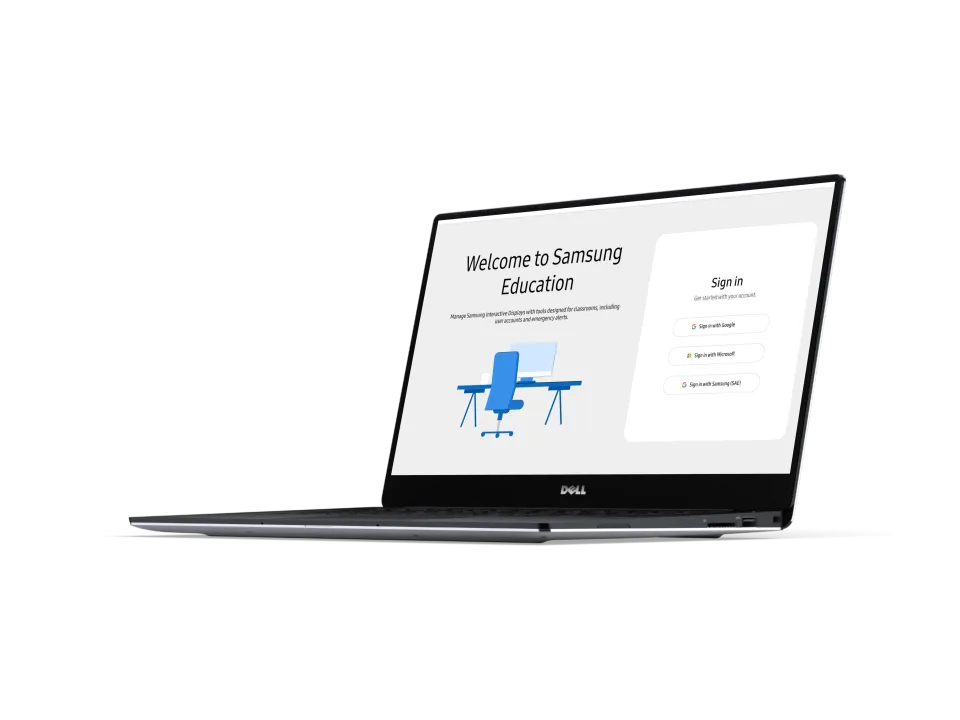 Welcome to Samsung
Education
Manage Samsung Interactive Displays with tools designed for classrooms, including
user accounts and emergency alerts.
Sign in
Get started with your account.
Sign in with Google
Sign in with Microsoft
Sign in with Samsung (SAE)
DELL